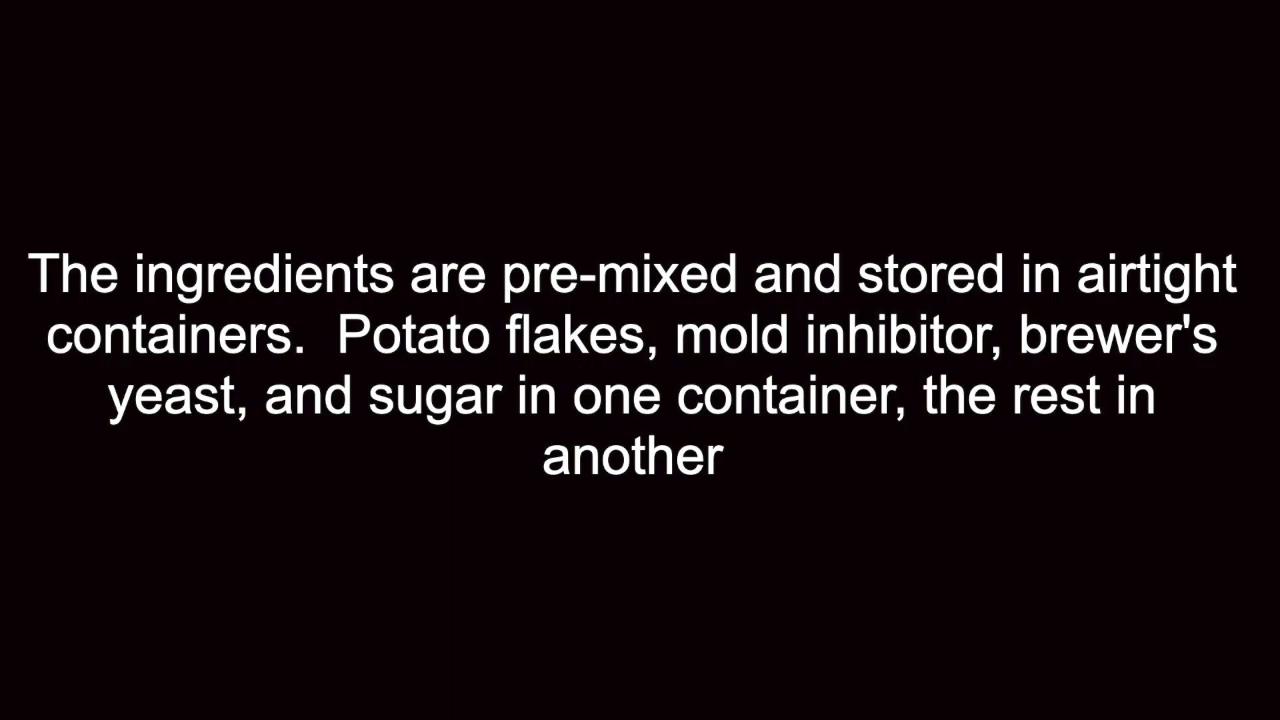 The ingredients are pre-mixed and stored in airtight
containers.  Potato flakes, mold inhibitor, brewer's
yeast, and sugar in one container, the rest in
another